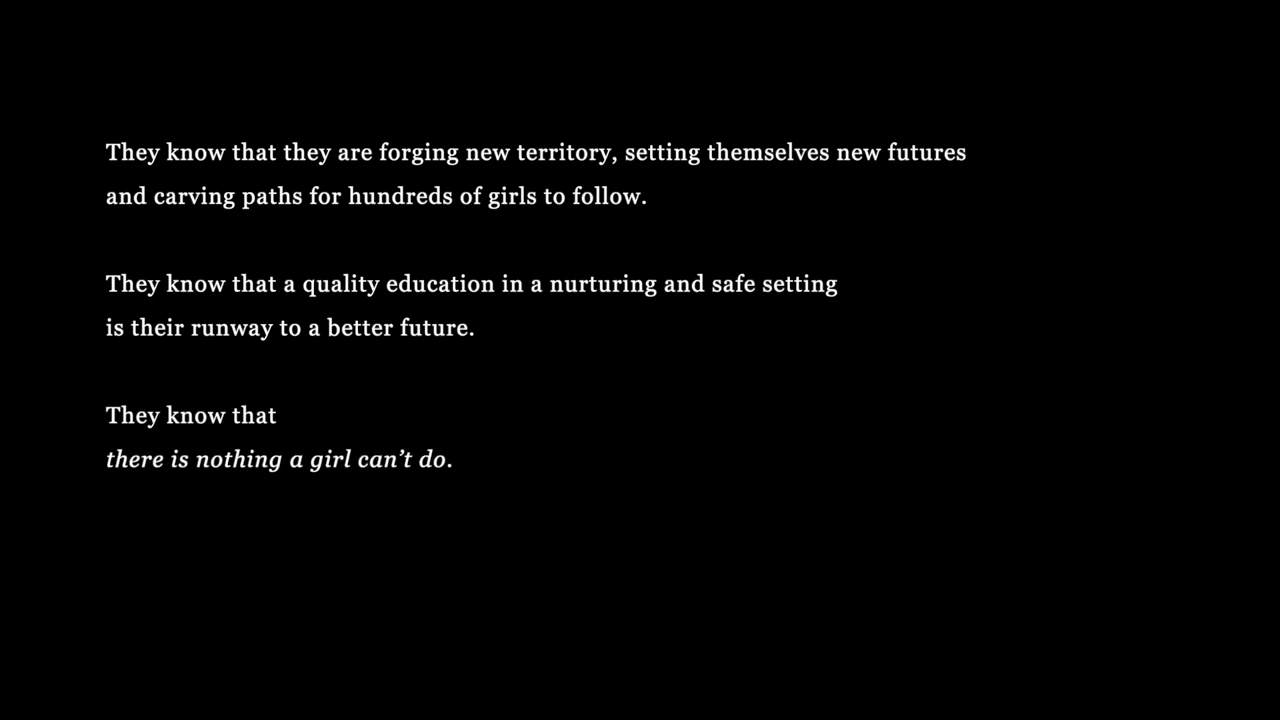 They know that they are forging new territory, setting themselves new futures
and carving paths for hundreds of girls to follow.
They know that a quality education in a nurturing and safe setting
is their runway to a better future.
They know that
there is nothing a girl can’t do.